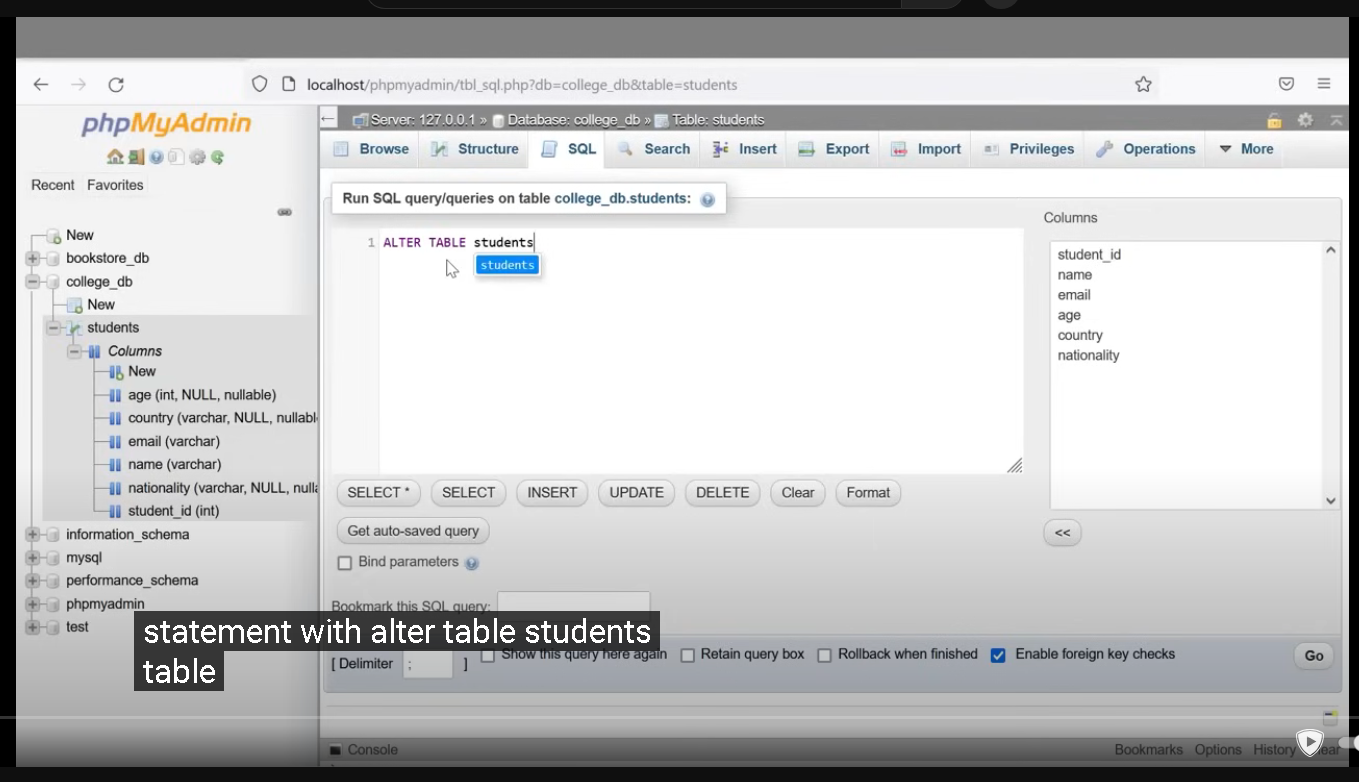 localhost/phpmyadmin/tbl_sql.php?db=college_db&table=students
phpMyAdmin
Recent Favorites
New
bookstore_db
college_db
New
students
Columns
New
age (int, NULL, nullable)
country (varchar, NULL, nullabl
email (varchar)
name (varchar)
nationality (varchar, NULL, null
student_id (int)
information_schema
mysql
performance_schema
phpmyadmin
test
Server: 127.0.0.1 » Database: college_db » Table: students
Browse Structure SQL Search Insert Export Import Privileges Operations More
Run SQL query/queries on table college_db.students:
1 ALTER TABLE students
students
Columns
student_id
name
email
age
country
nationality
SELECT * SELECT INSERT UPDATE DELETE Clear Format
<<
Get auto-saved query
Bind parameters
Bookmark this SQL query:
[ Delimiter ; ] Show this query here again Retain query box Rollback when finished Enable foreign key checks Go
statement with alter table students
table
Console Bookmarks Options History